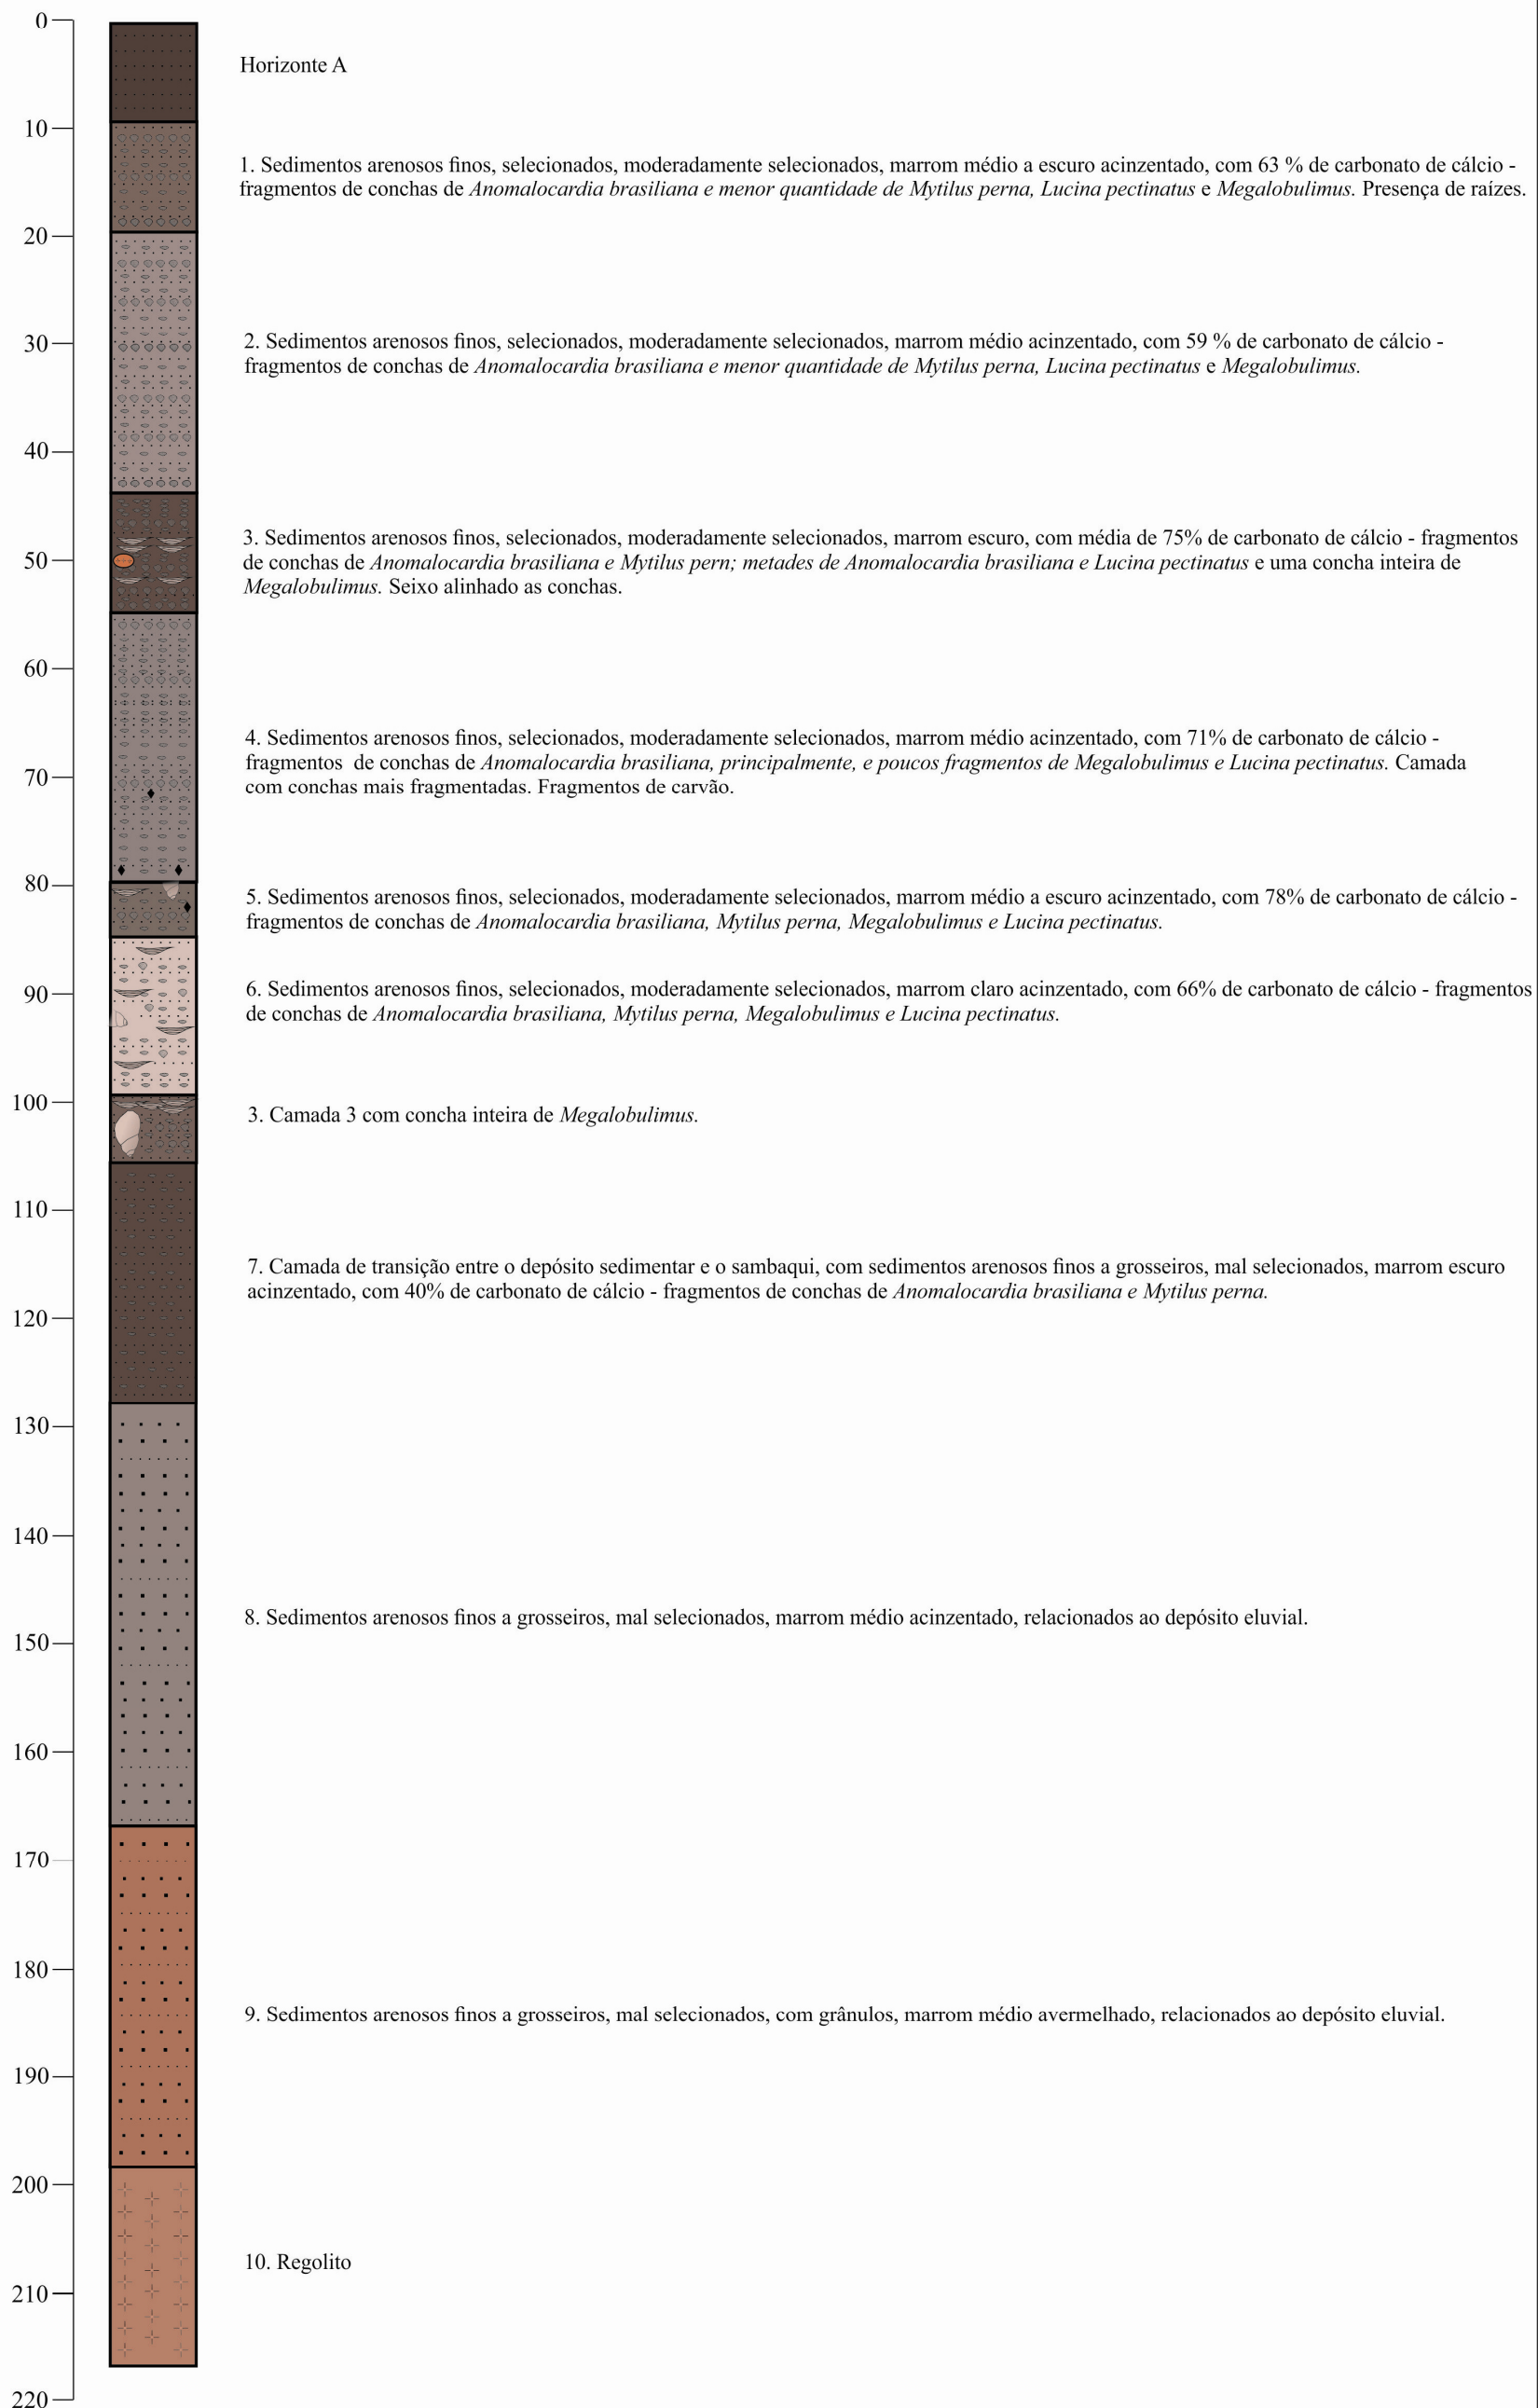 0
Horizonte A
10
1. Sedimentos arenosos finos, selecionados, moderadamente selecionados, marrom médio a escuro acinzentado, com 63 % de carbonato de cálcio -
fragmentos de conchas de Anomalocardia brasiliana e menor quantidade de Mytilus perna, Lucina pectinatus e Megalobulimus. Presença de raízes.
20
30
2. Sedimentos arenosos finos, selecionados, moderadamente selecionados, marrom médio acinzentado, com 59 % de carbonato de cálcio -
fragmentos de conchas de Anomalocardia brasiliana e menor quantidade de Mytilus perna, Lucina pectinatus e Megalobulimus.
40
3. Sedimentos arenosos finos, selecionados, moderadamente selecionados, marrom escuro, com média de 75% de carbonato de cálcio - fragmentos
50
de conchas de Anomalocardia brasiliana e Mytilus pern; metades de Anomalocardia brasiliana e Lucina pectinatus e uma concha inteira de
Megalobulimus. Seixo alinhado as conchas.
60
4. Sedimentos arenosos finos, selecionados, moderadamente selecionados, marrom médio acinzentado, com 71% de carbonato de cálcio -
fragmentos de conchas de Anomalocardia brasiliana, principalmente, e poucos fragmentos de Megalobulimus e Lucina pectinatus. Camada
70
com conchas mais fragmentadas. Fragmentos de carvão.
80
5. Sedimentos arenosos finos, selecionados, moderadamente selecionados, marrom médio a escuro acinzentado, com 78% de carbonato de cálcio -
fragmentos de conchas de Anomalocardia brasiliana, Mytilus perna, Megalobulimus e Lucina pectinatus.
90
6. Sedimentos arenosos finos, selecionados, moderadamente selecionados, marrom claro acinzentado, com 66% de carbonato de cálcio - fragmentos
de conchas de Anomalocardia brasiliana, Mytilus perna, Megalobulimus e Lucina pectinatus.
100
3. Camada 3 com concha inteira de Megalobulimus.
110
7. Camada de transição entre o depósito sedimentar e o sambaqui, com sedimentos arenosos finos a grosseiros, mal selecionados, marrom escuro
acinzentado, com 40% de carbonato de cálcio - fragmentos de conchas de Anomalocardia brasiliana e Mytilus perna.
120
130
140
8. Sedimentos arenosos finos a grosseiros, mal selecionados, marrom médio acinzentado, relacionados ao depósito eluvial.
150
160
170
180
9. Sedimentos arenosos finos a grosseiros, mal selecionados, com grânulos, marrom médio avermelhado, relacionados ao depósito eluvial.
190
200
10. Regolito
210
220